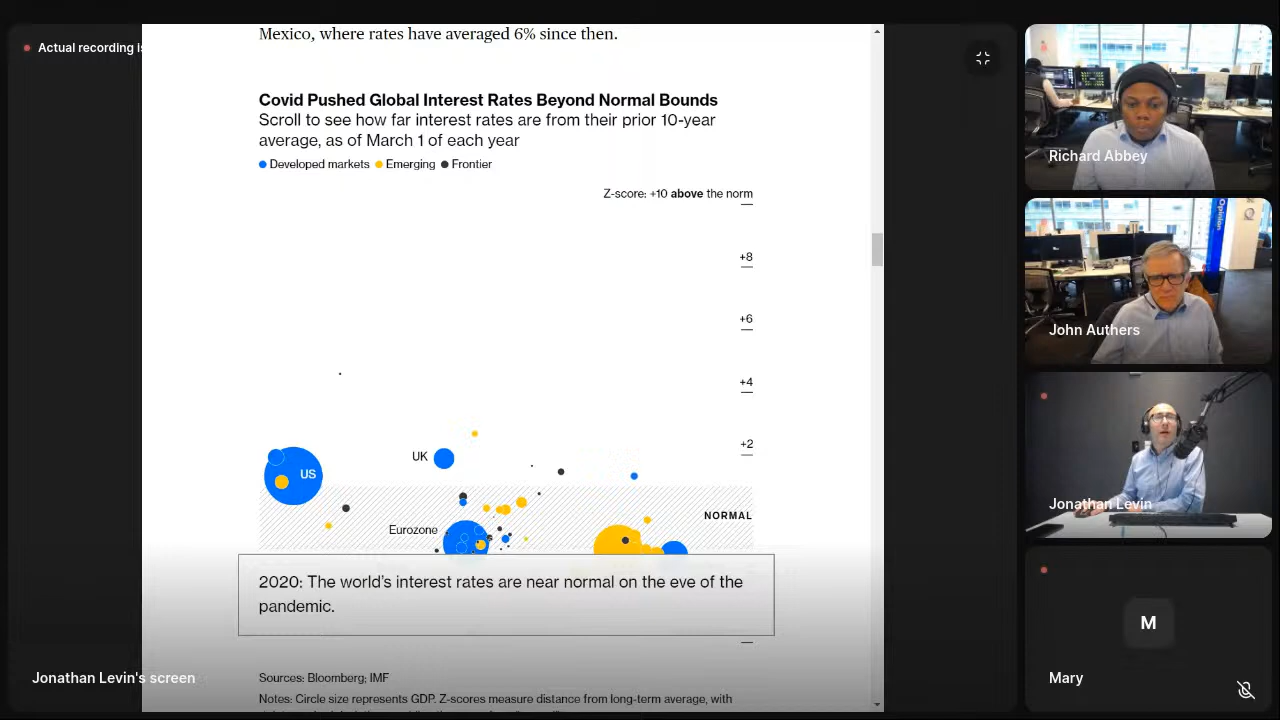 Actual recording is
Mexico, where rates have averaged 6% since then.
Covid Pushed Global Interest Rates Beyond Normal Bounds
Scroll to see how far interest rates are from their prior 10-year
average, as of March 1 of each year
Developed markets Emerging Frontier
Z-score: +10 above the norm
+8
+6
+4
+2
UK
US
NORMAL
Eurozone
2020: The world's interest rates are near normal on the eve of the
pandemic.
Sources: Bloomberg; IMF
Notes: Circle size represents GDP. Z-scores measure distance from long-term average, with
Jonathan Levin's screen
Richard Abbey
Opinion
John Authers
Jonathan Levin
M
Mary